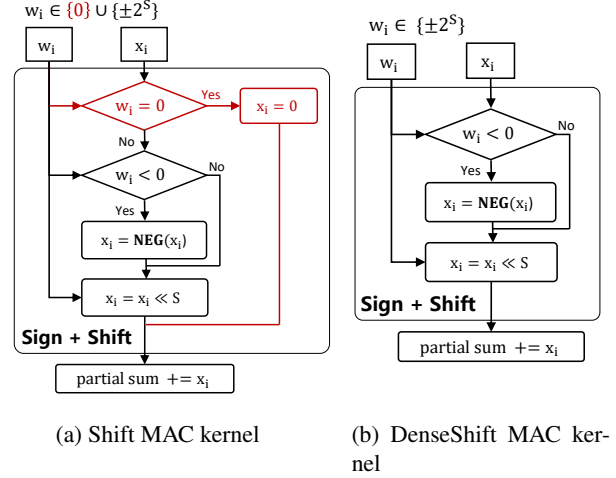 wᵢ ∈ {0} ∪ {±2ˢ}
wᵢ
xᵢ
wᵢ = 0
Yes
xᵢ = 0
No
wᵢ < 0
No
Yes
xᵢ = NEG(xᵢ)
xᵢ = xᵢ ≪ S
Sign + Shift
partial sum += xᵢ
(a) Shift MAC kernel
wᵢ ∈ {±2ˢ}
wᵢ
xᵢ
wᵢ < 0
No
Yes
xᵢ = NEG(xᵢ)
xᵢ = xᵢ ≪ S
Sign + Shift
partial sum += xᵢ
(b) DenseShift MAC ker-
nel